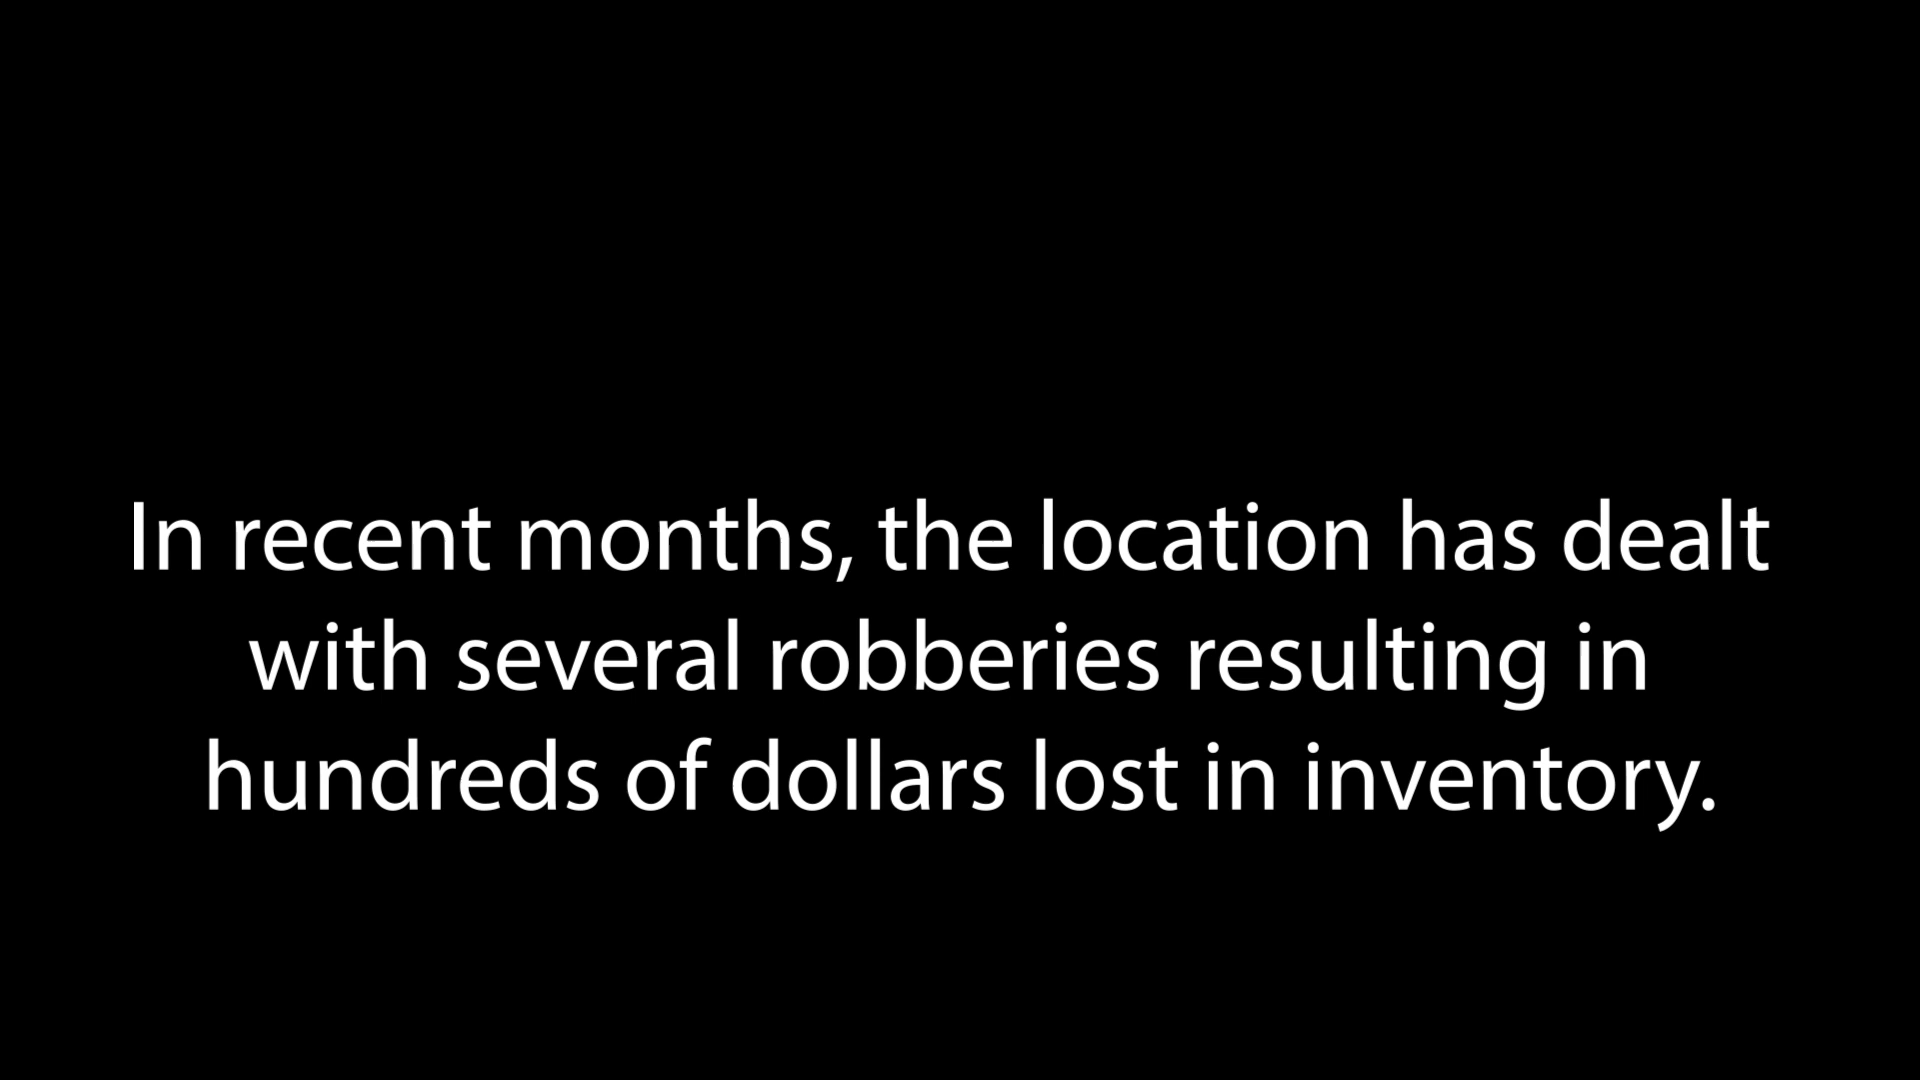 In recent months, the location has dealt
with several robberies resulting in
hundreds of dollars lost in inventory.